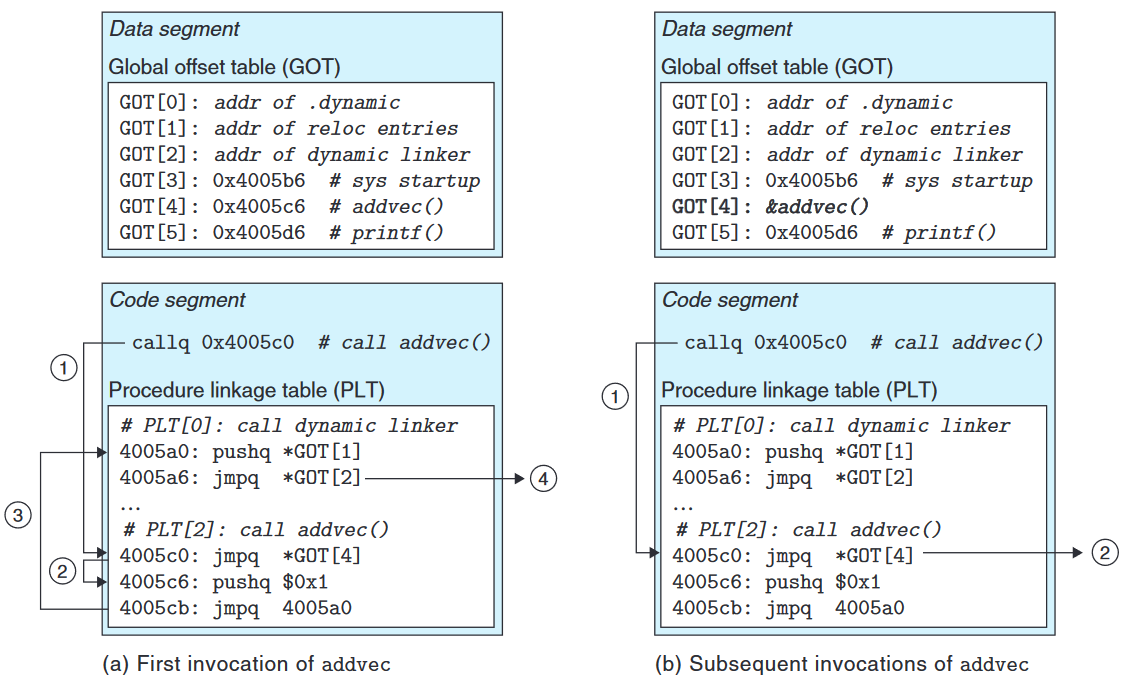 Data segment
Global offset table (GOT)
GOT[0]: addr of .dynamic
GOT[1]: addr of reloc entries
GOT[2]: addr of dynamic linker
GOT[3]: 0x4005b6 # sys startup
GOT[4]: 0x4005c6 # addvec()
GOT[5]: 0x4005d6 # printf()
Code segment
callq 0x4005c0 # call addvec()
1
Procedure linkage table (PLT)
# PLT[0]: call dynamic linker
4005a0: pushq *GOT[1]
4005a6: jmpq *GOT[2]
4
...
3
# PLT[2]: call addvec()
4005c0: jmpq *GOT[4]
2
4005c6: pushq $0x1
4005cb: jmpq 4005a0
(a) First invocation of addvec
Data segment
Global offset table (GOT)
GOT[0]: addr of .dynamic
GOT[1]: addr of reloc entries
GOT[2]: addr of dynamic linker
GOT[3]: 0x4005b6 # sys startup
GOT[4]: &addvec()
GOT[5]: 0x4005d6 # printf()
Code segment
callq 0x4005c0 # call addvec()
1
Procedure linkage table (PLT)
# PLT[0]: call dynamic linker
4005a0: pushq *GOT[1]
4005a6: jmpq *GOT[2]
...
# PLT[2]: call addvec()
4005c0: jmpq *GOT[4]
2
4005c6: pushq $0x1
4005cb: jmpq 4005a0
(b) Subsequent invocations of addvec